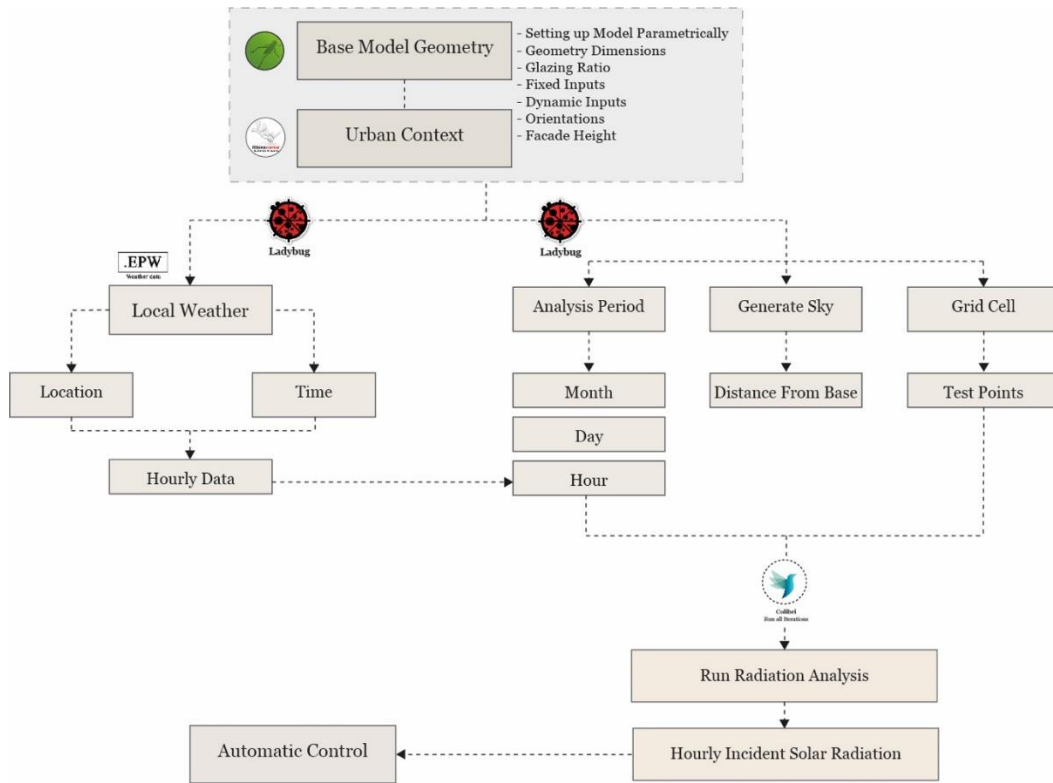 Base Model Geometry
Urban Context
- Setting up Model Parametrically
- Geometry Dimensions
- Glazing Ratio
- Fixed Inputs
- Dynamic Inputs
- Orientations
- Facade Height
Ladybug
Ladybug
.EPW
Weather data
Local Weather
Analysis Period
Generate Sky
Grid Cell
Location
Time
Month
Distance From Base
Test Points
Day
Hourly Data
Hour
Colibri
Run all Iterations
Run Radiation Analysis
Automatic Control
Hourly Incident Solar Radiation